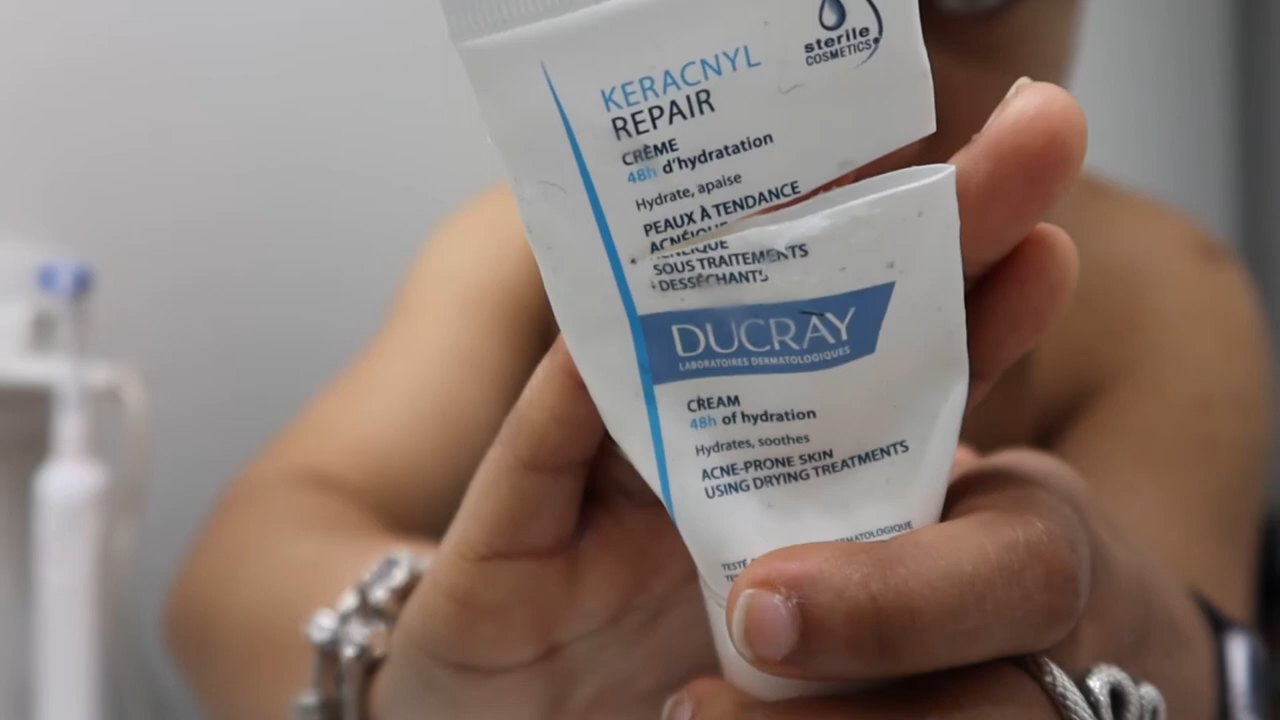 sterile
COSMETICS
KERACNYL
REPAIR
CRÈME
48h d'hydratation
Hydrate, apaise
PEAUX À TENDANCE
ACNÉIQUE
SOUS TRAITEMENTS
DESSÉCHANTS
DUCRAY
LABORATOIRES DERMATOLOGIQUES
CREAM
48h of hydration
Hydrates, soothes
ACNE-PRONE SKIN
USING DRYING TREATMENTS
TESTÉ